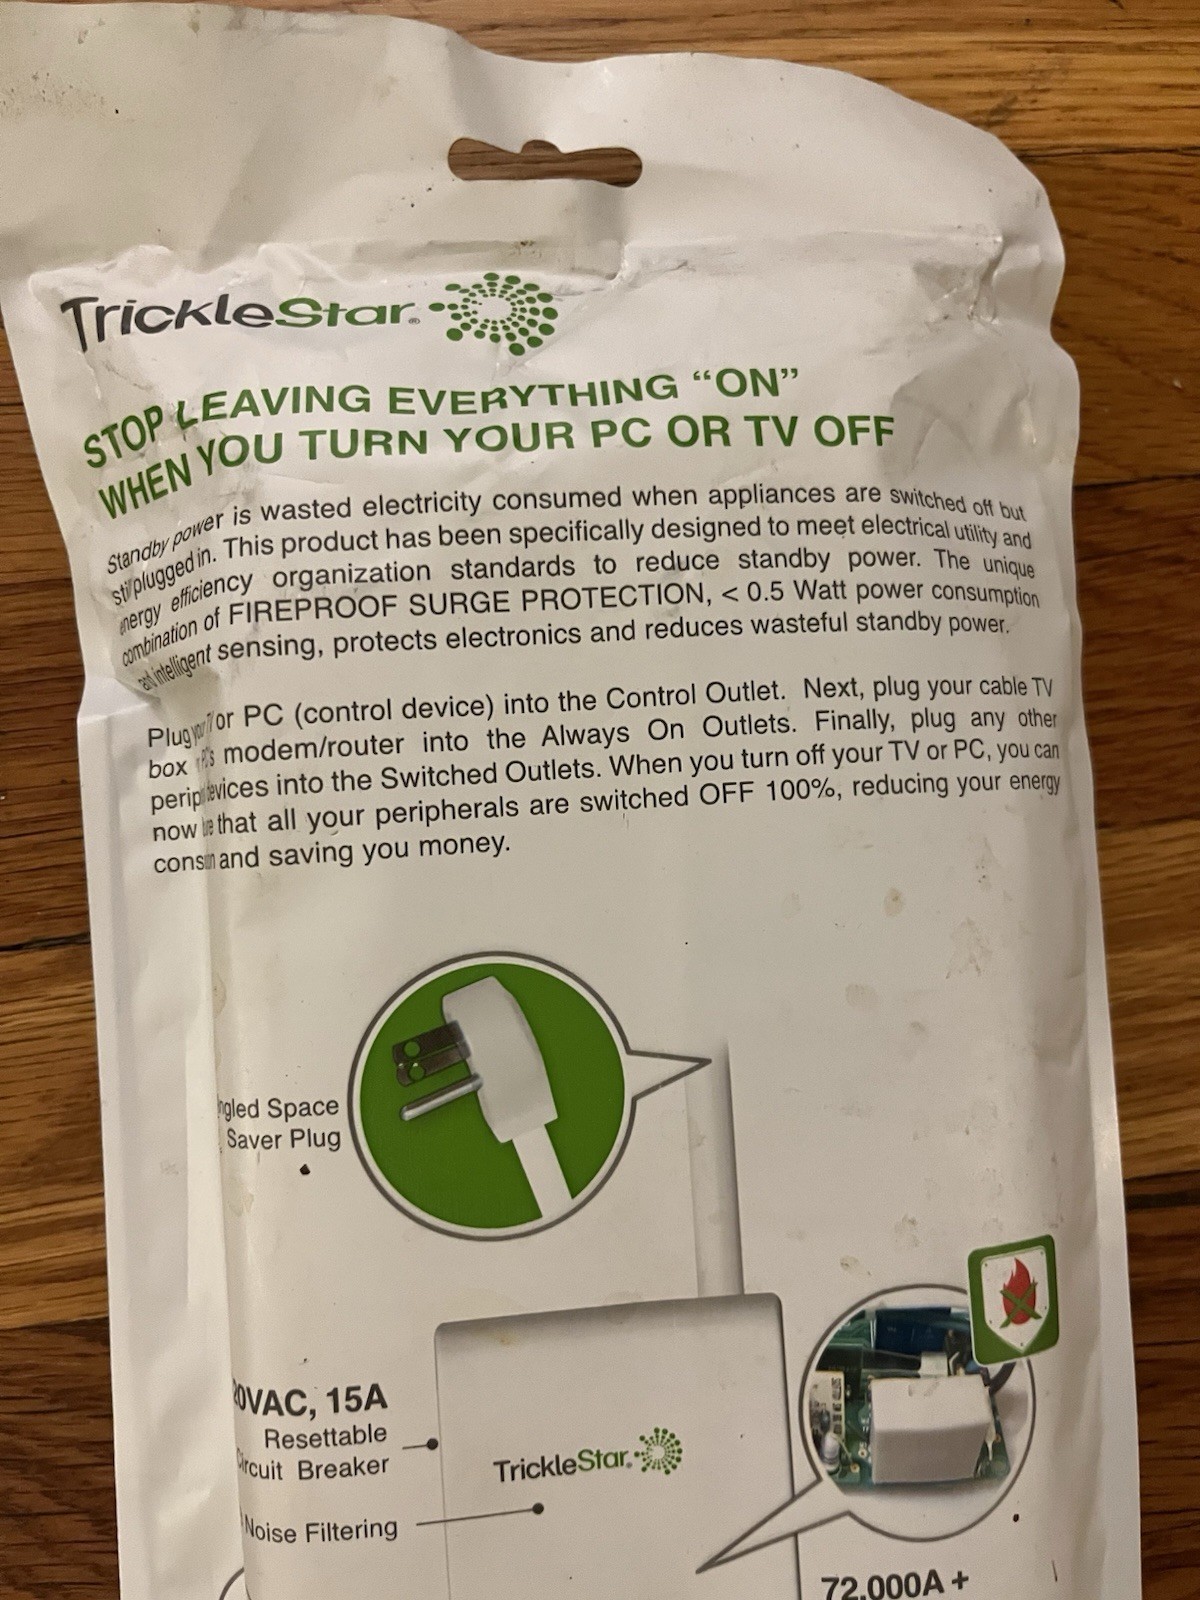 TrickleStar®
STOP LEAVING EVERYTHING “ON”
WHEN YOU TURN YOUR PC OR TV OFF
Standby power is wasted electricity consumed when appliances are switched off but
still plugged in. This product has been specifically designed to meet electrical utility and
energy efficiency organization standards to reduce standby power. The unique
combination of FIREPROOF SURGE PROTECTION, < 0.5 Watt power consumption
and intelligent sensing, protects electronics and reduces wasteful standby power.
Plug your or PC (control device) into the Control Outlet. Next, plug your cable TV
box modem/router into the Always On Outlets. Finally, plug any other
into the Switched Outlets. When you turn off your TV or PC, you can
now that all your peripherals are switched OFF 100%, reducing your energy
and saving you money.
Space
Saver Plug
15A
Resettable
Breaker
Noise Filtering
TrickleStar®
72,000A +